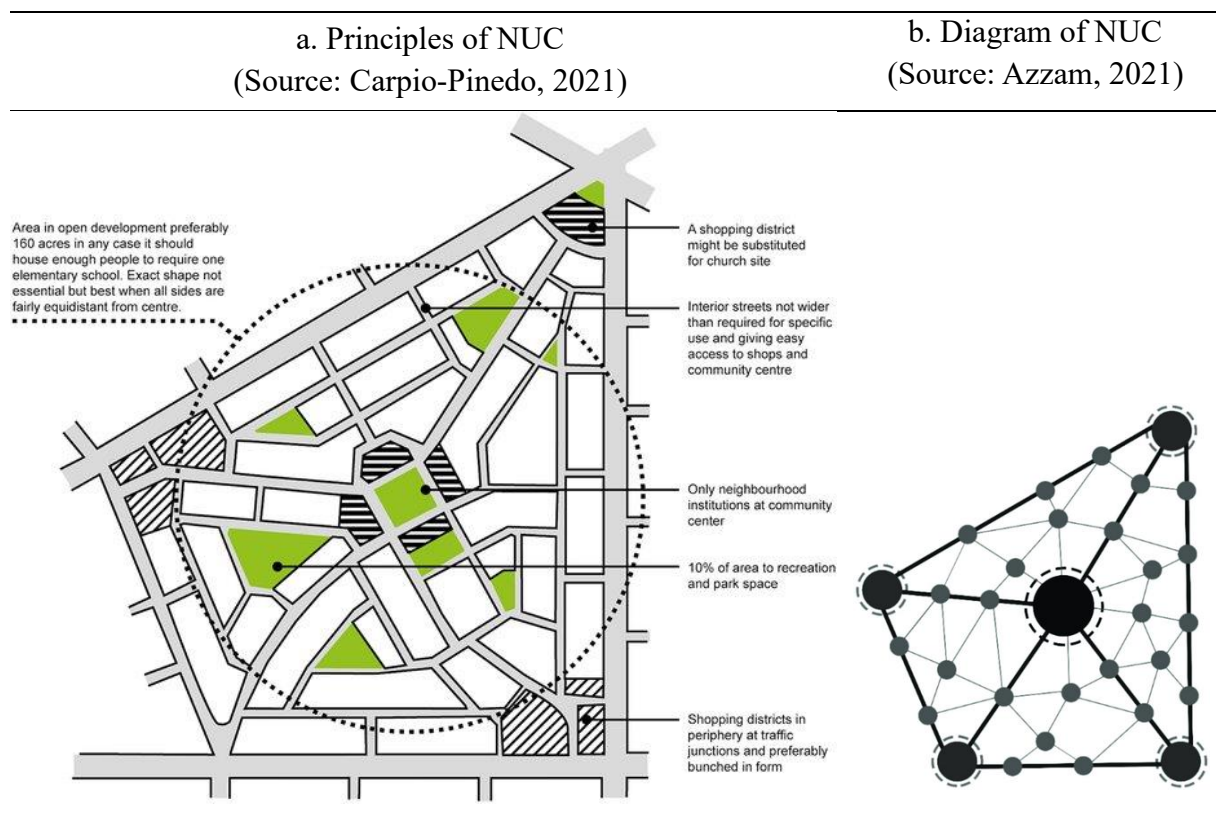 a. Principles of NUC
(Source: Carpio-Pinedo, 2021)
b. Diagram of NUC
(Source: Azzam, 2021)
Area in open development preferably
160 acres in any case it should
house enough people to require one
elementary school. Exact shape not
essential but best when all sides are
fairly equidistant from centre.
A shopping district
might be substituted
for church site
Interior streets not wider
than required for specific
use and giving easy
access to shops and
community centre
Only neighbourhood
institutions at community
center
10% of area to recreation
and park space
Shopping districts in
periphery at traffic
junctions and preferably
bunched in form